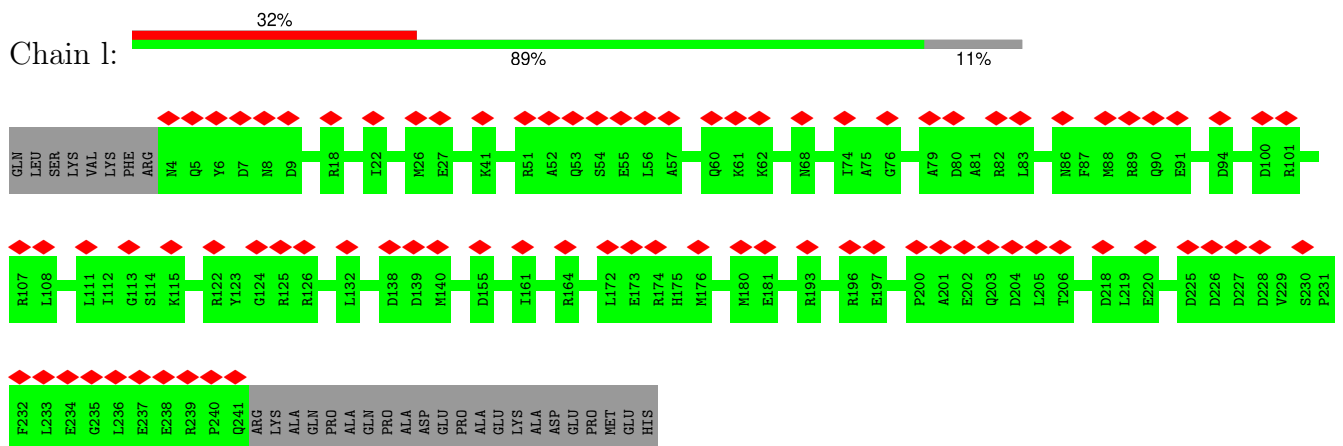 32%
Chain l:
89%
11%
GLN LEU SER LYS VAL LYS PHE ARG N4 Q5 Y6 D7 N8 D9 R18 I22 M26 E27 K41 R51 A52 Q53 S54 E55 L56 A57 Q60 K61 K62 N68 I74 A75 G76 A79 D80 A81 R82 L83 N86 F87 M88 R89 Q90 E91 D94 D100 R101
R107 L108 L111 I112 G113 S114 K115 R122 Y123 G124 R125 R126 L132 D138 D139 M140 D155 I161 R164 L172 E173 R174 H175 M176 M180 E181 R193 R196 E197 P200 A201 E202 Q203 D204 L205 T206 D218 L219 E220 D225 D226 D227 D228 V229 S230 P231
F232 L233 E234 G235 L236 E237 E238 R239 P240 Q241 ARG LYS ALA GLN PRO ALA GLN PRO ALA ASP GLU PRO ALA GLU LYS ALA ASP GLU PRO MET GLU HIS